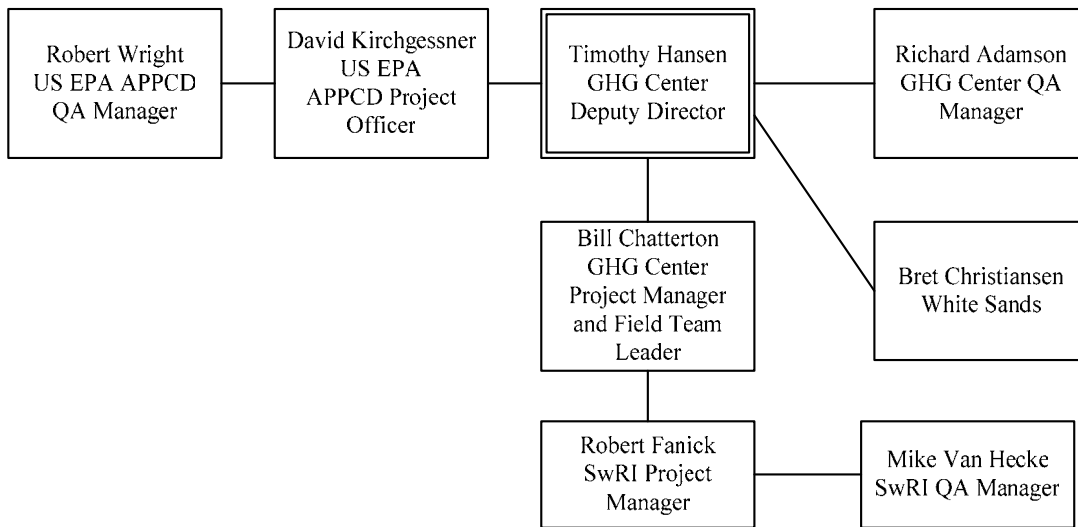 Robert Wright
US EPA APPCD
QA Manager
David Kirchgessner
US EPA
APPCD Project
Officer
Timothy Hansen
GHG Center
Deputy Director
Richard Adamson
GHG Center QA
Manager
Bill Chatterton
GHG Center
Project Manager
and Field Team
Leader
Bret Christiansen
White Sands
Robert Fanick
SwRI Project
Manager
Mike Van Hecke
SwRI QA Manager